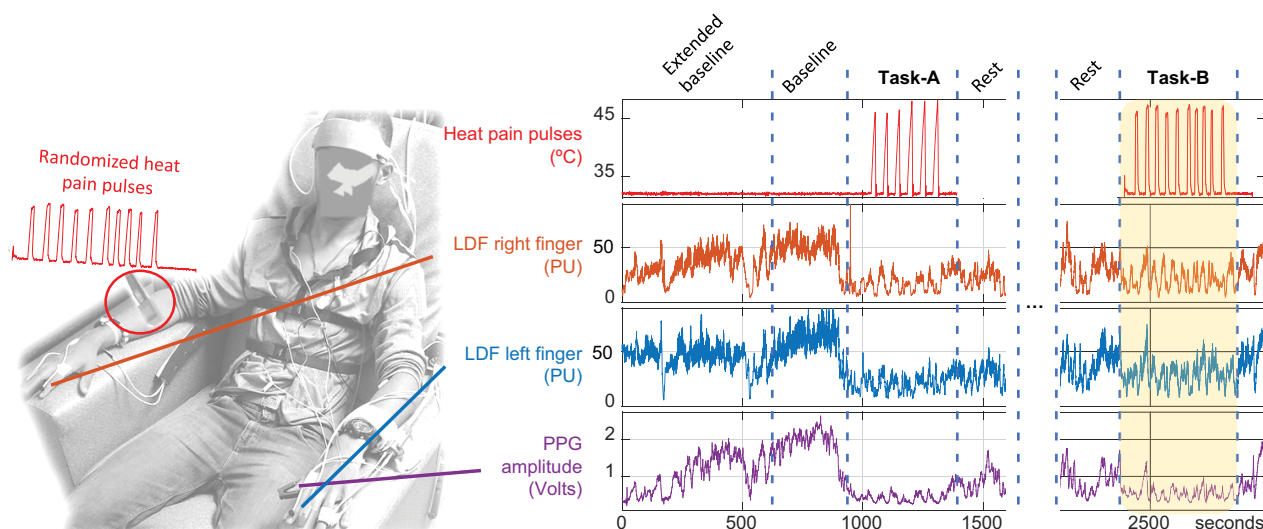 Extended
baseline
Baseline
Task-A
Rest
Rest
Task-B
Randomized heat
pain pulses
Heat pain pulses
(ºC)
45
35
LDF right finger
(PU)
50
0
...
LDF left finger
(PU)
50
0
PPG
amplitude
(Volts)
2
1
0
500
1000
1500
2500
seconds